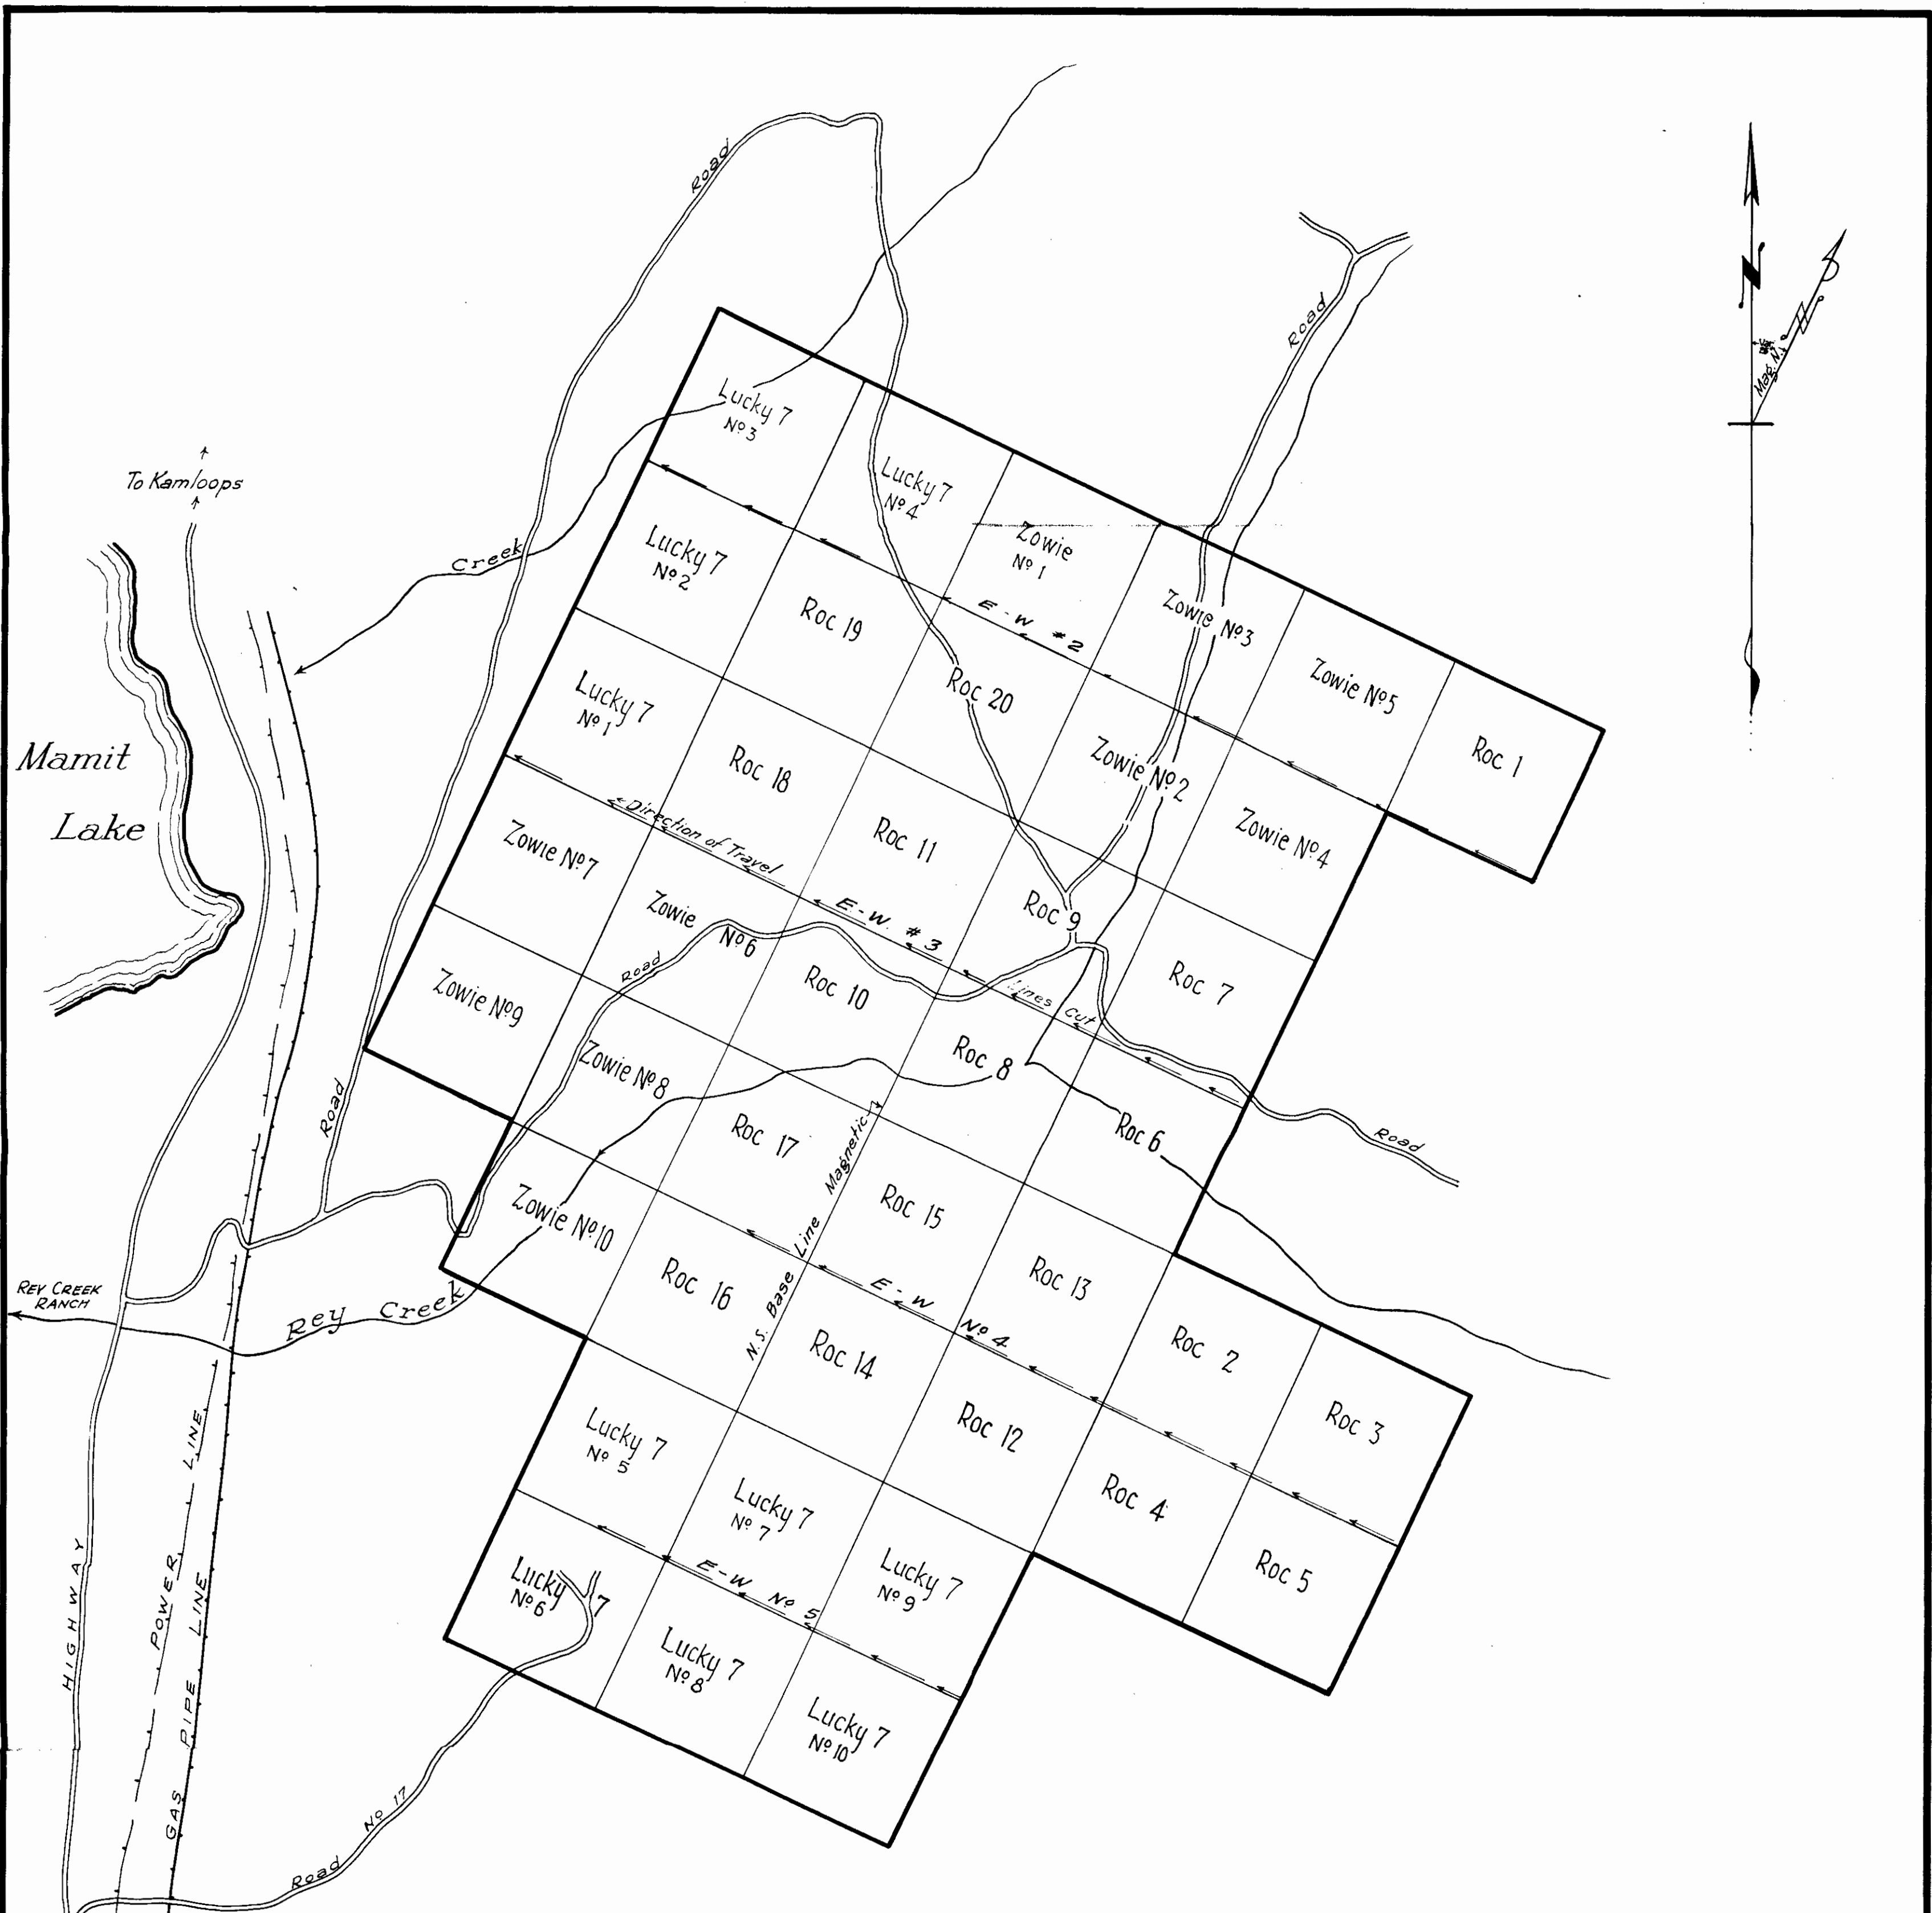 Road
Road
N
Mag. N.
To Kamloops
Creek
Mamit
Lake
Lucky 7
Nº 3
Lucky 7
Nº 4
Zowie
Nº 1
Zowie Nº 3
Zowie Nº 5
Roc 1
E - W #2
Lucky 7
Nº 2
Roc 19
Roc 20
Zowie Nº 2
Zowie Nº 4
Lucky 7
Nº 1
Roc 18
Roc 11
Roc 9
Roc 7
Direction of Travel
E - W. #3
Lines Cut
Zowie Nº 7
Zowie
Nº 6
Road
Roc 10
Roc 8
Roc 6
Road
Zowie Nº 9
Zowie Nº 8
Roc 17
Roc 15
Roc 13
Roc 2
Roc 3
Road
N.S. Base Line Magnetic
E - W Nº 4
Zowie Nº 10
Roc 16
Roc 14
Roc 12
Roc 4
Roc 5
REY CREEK
RANCH
Rey Creek
Lucky 7
Nº 5
Lucky 7
Nº 7
Lucky 7
Nº 9
E - W Nº 5
Lucky 7
Nº 6
Lucky 7
Nº 8
Lucky 7
Nº 10
HIGHWAY
POWER LINE
GAS PIPE LINE
Road Nº 17